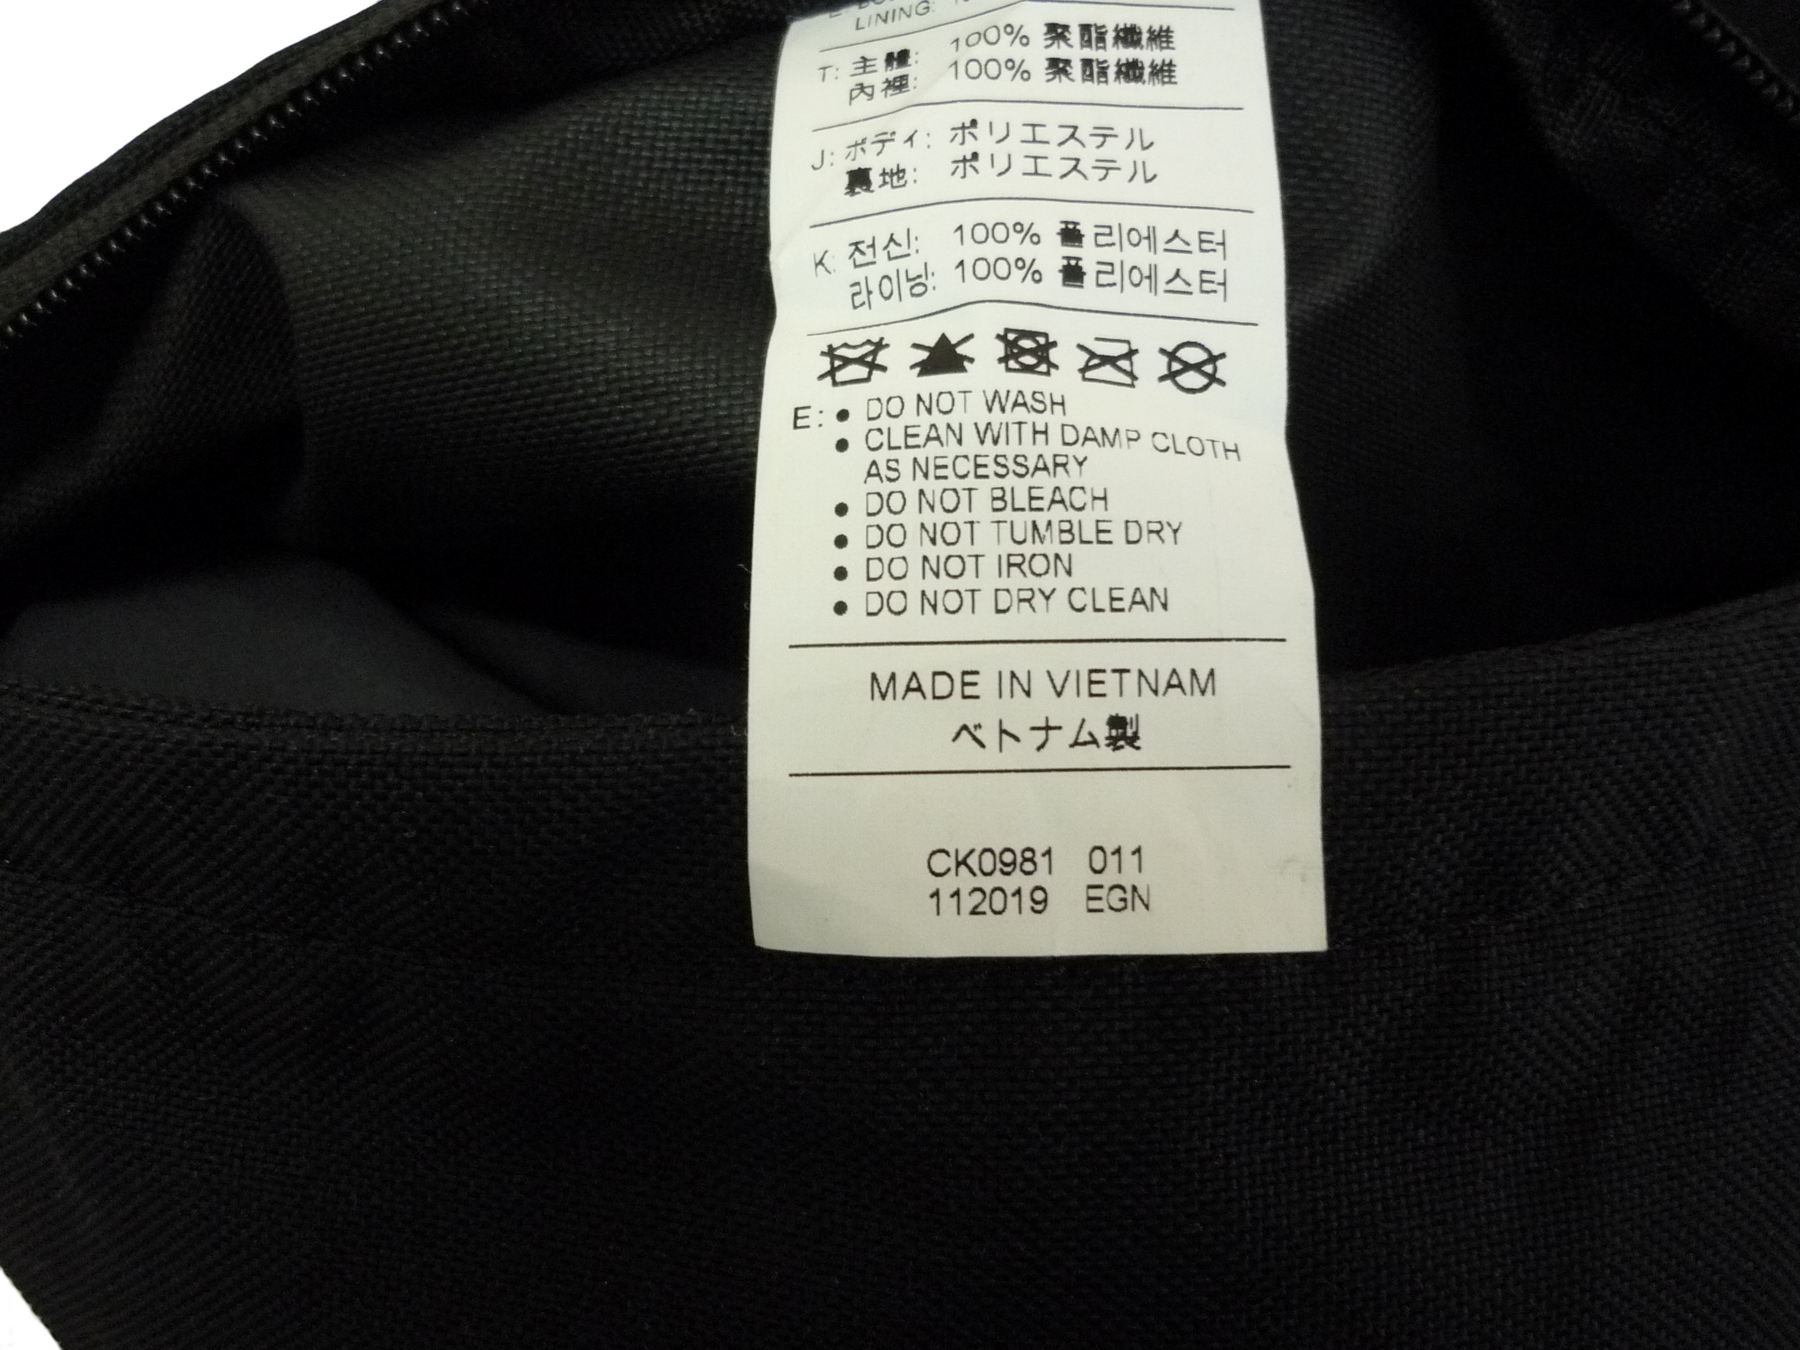 LINING:
T: 主體: 100% 聚酯纖維
內裡: 100% 聚酯纖維
J: ボディ: ポリエステル
裏地: ポリエステル
K: 전신: 100% 폴리에스터
라이닝: 100% 폴리에스터
E: • DO NOT WASH
• CLEAN WITH DAMP CLOTH
AS NECESSARY
• DO NOT BLEACH
• DO NOT TUMBLE DRY
• DO NOT IRON
• DO NOT DRY CLEAN
MADE IN VIETNAM
ベトナム製
CK0981 011
112019 EGN